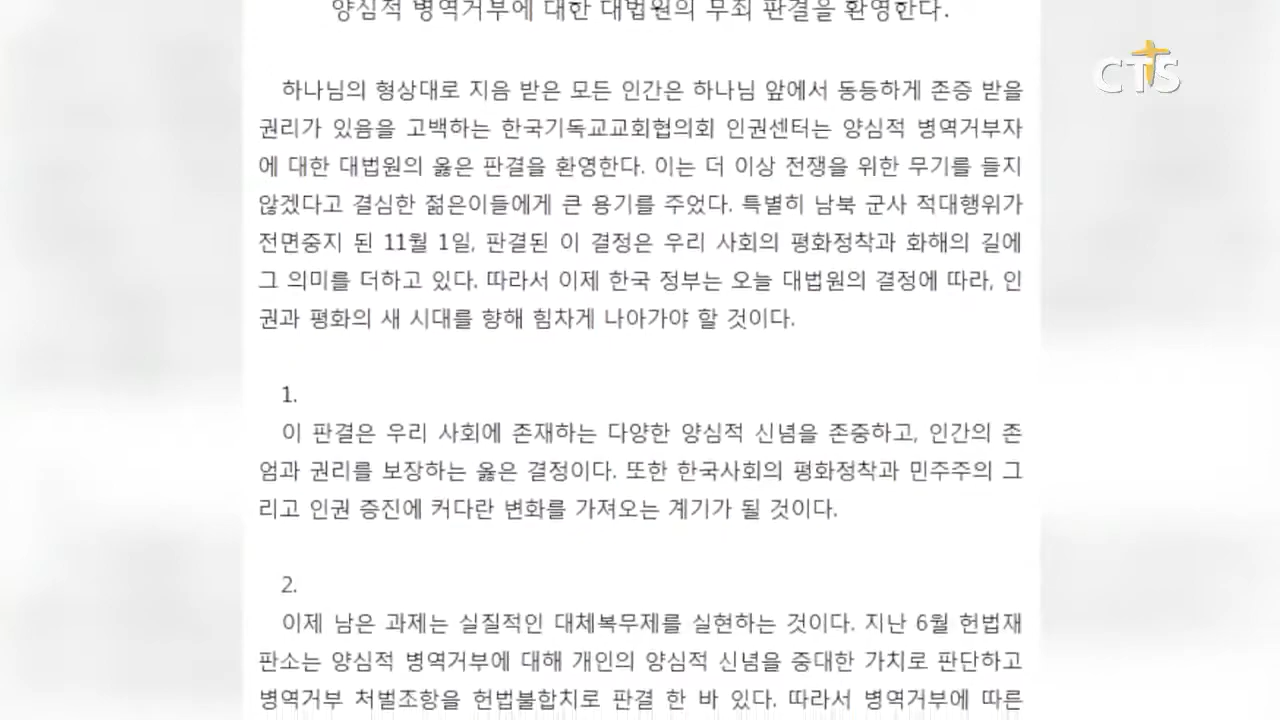 양심적 병역거부에 대한 대법원의 무죄 판결을 환영한다.
CTS
하나님의 형상대로 지음 받은 모든 인간은 하나님 앞에서 동등하게 존중 받을
권리가 있음을 고백하는 한국기독교교회협의회 인권센터는 양심적 병역거부자
에 대한 대법원의 옳은 판결을 환영한다. 이는 더 이상 전쟁을 위한 무기를 들지
않겠다고 결심한 젊은이들에게 큰 용기를 주었다. 특별히 남북 군사 적대행위가
전면중지 된 11월 1일, 판결된 이 결정은 우리 사회의 평화정착과 화해의 길에
그 의미를 더하고 있다. 따라서 이제 한국 정부는 오늘 대법원의 결정에 따라, 인
권과 평화의 새 시대를 향해 힘차게 나아가야 할 것이다.
1.
이 판결은 우리 사회에 존재하는 다양한 양심적 신념을 존중하고, 인간의 존
엄과 권리를 보장하는 옳은 결정이다. 또한 한국사회의 평화정착과 민주주의 그
리고 인권 증진에 커다란 변화를 가져오는 계기가 될 것이다.
2.
이제 남은 과제는 실질적인 대체복무제를 실현하는 것이다. 지난 6월 헌법재
판소는 양심적 병역거부에 대해 개인의 양심적 신념을 중대한 가치로 판단하고
병역거부 처벌조항을 헌법불합치로 판결 한 바 있다. 따라서 병역거부에 따른